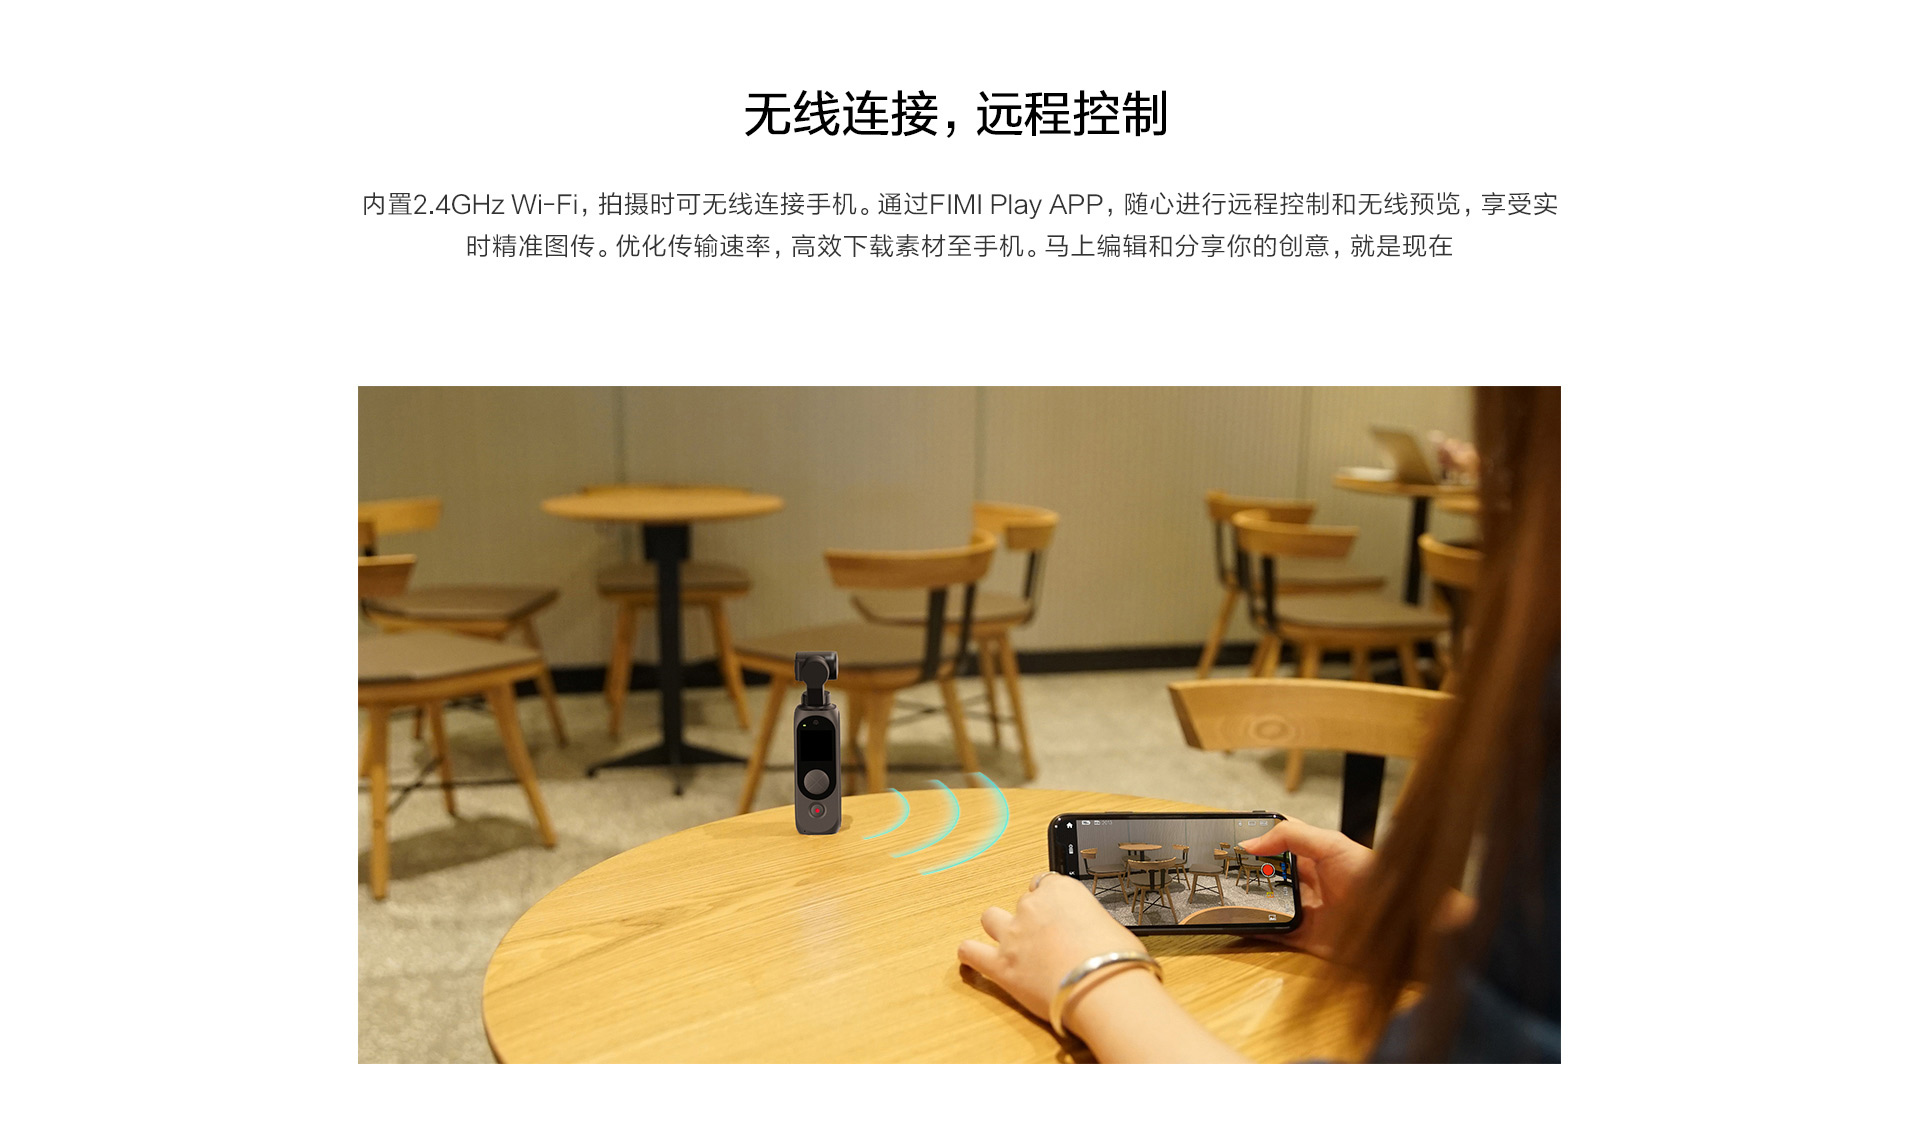 无线连接，远程控制
内置2.4GHz Wi-Fi，拍摄时可无线连接手机。通过FIMI Play APP，随心进行远程控制和无线预览，享受实
时精准图传。优化传输速率，高效下载素材至手机。马上编辑和分享你的创意，就是现在